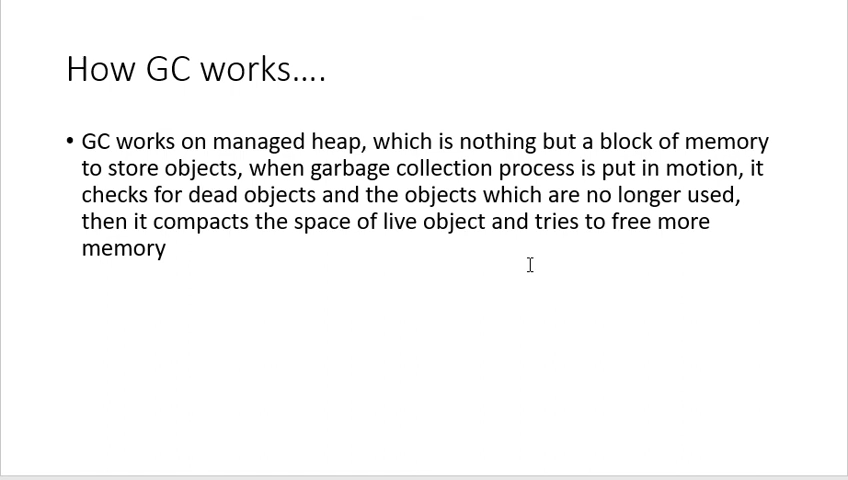 How GC works….
• GC works on managed heap, which is nothing but a block of memory
to store objects, when garbage collection process is put in motion, it
checks for dead objects and the objects which are no longer used,
then it compacts the space of live object and tries to free more
memory